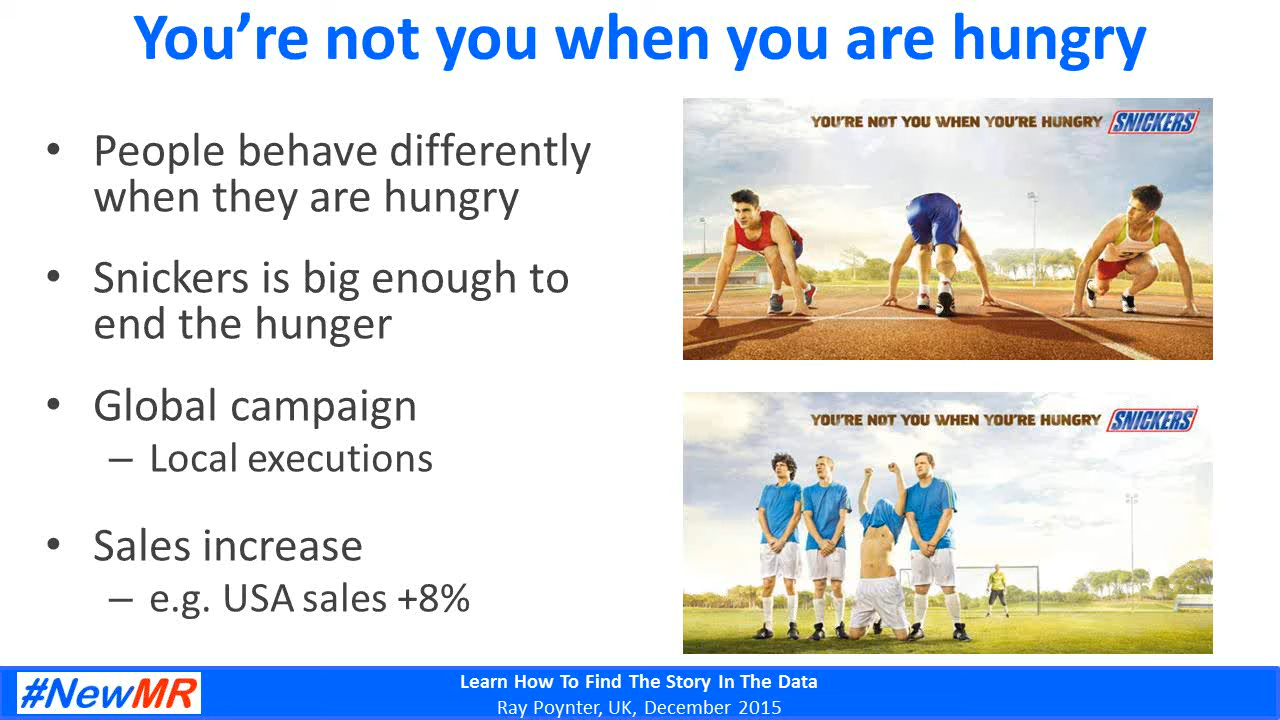 You're not you when you are hungry
• People behave differently
when they are hungry
• Snickers is big enough to
end the hunger
• Global campaign
– Local executions
• Sales increase
– e.g. USA sales +8%
YOU'RE NOT YOU WHEN YOU'RE HUNGRY SNICKERS
YOU'RE NOT YOU WHEN YOU'RE HUNGRY SNICKERS
#NewMR
Learn How To Find The Story In The Data
Ray Poynter, UK, December 2015